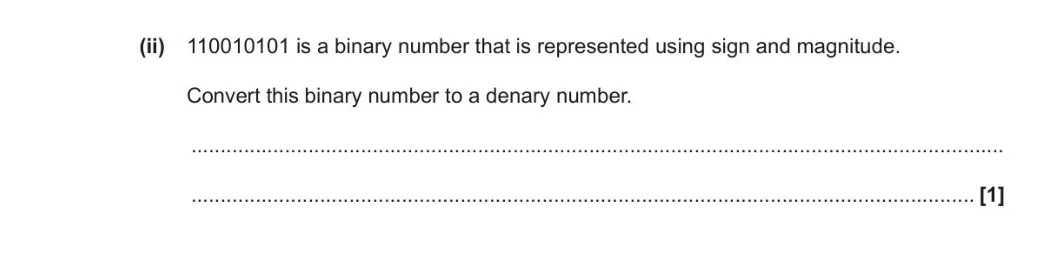 (ii) 110010101 is a binary number that is represented using sign and magnitude.
Convert this binary number to a denary number.
..........................................................................................................................................
..................................................................................................................................... [1]